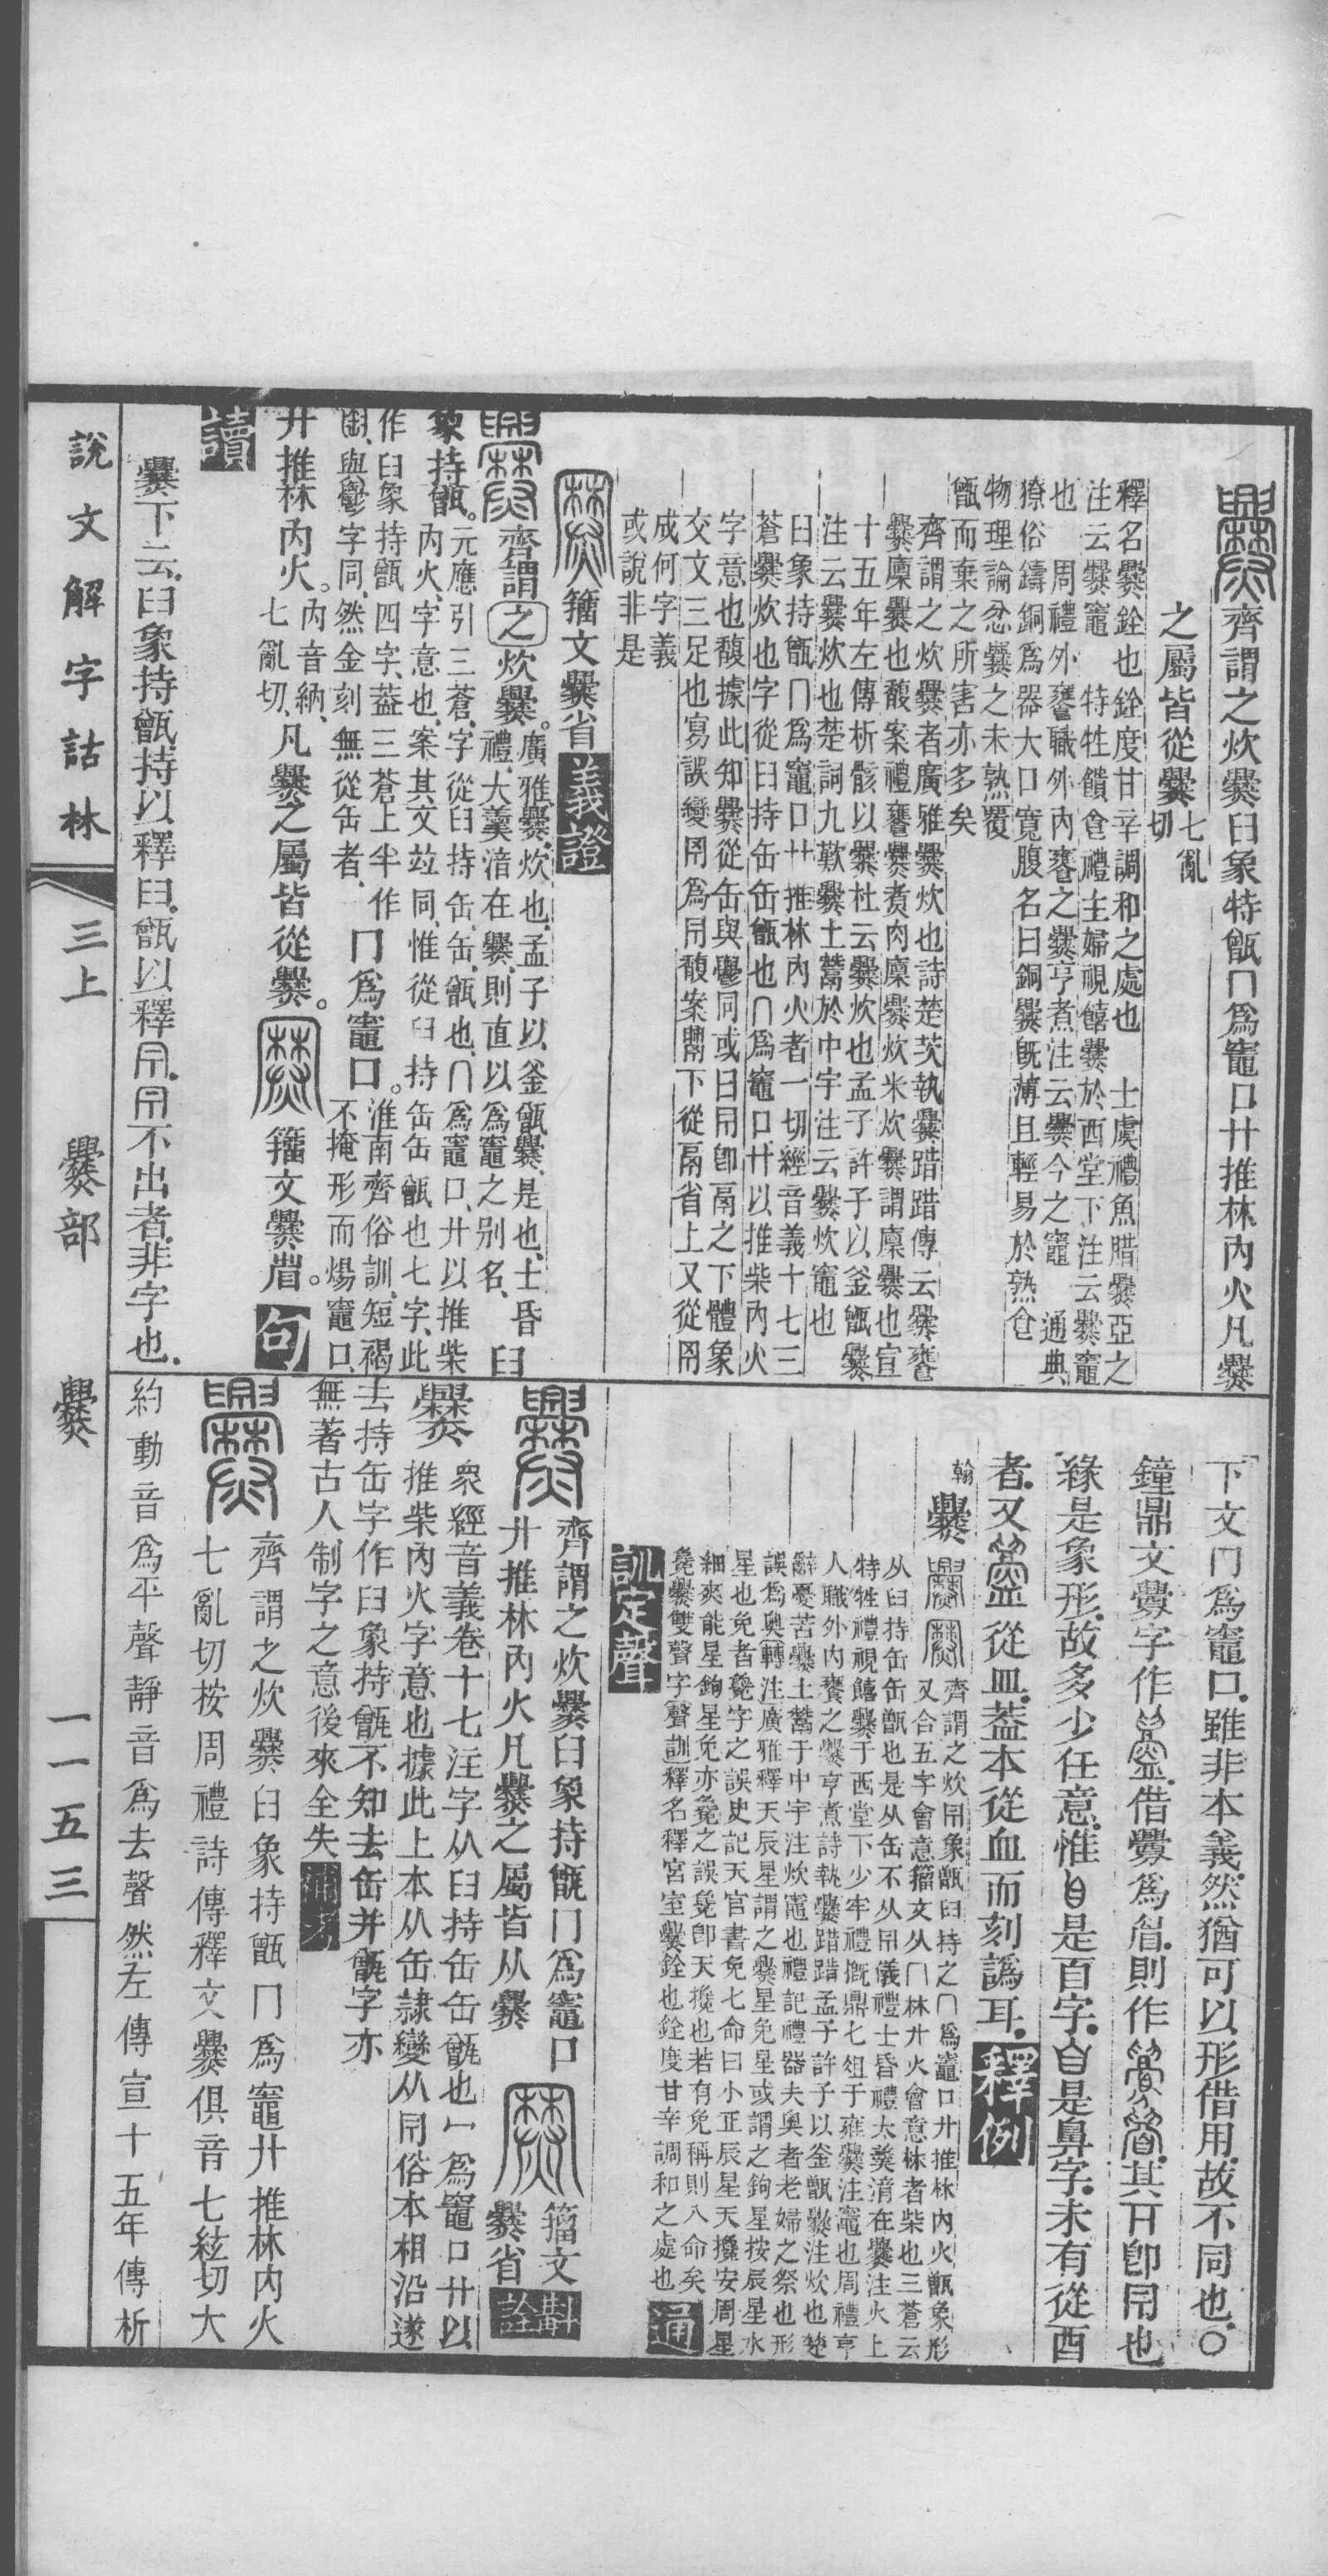 齊謂之炊爨𦥑象持甑冂爲竈口廾推林內火凡爨
之屬皆從爨七亂切
釋名爨銓也銓度甘辛調和之處也　士虞禮魚腊爨亞之
注云爨竈　特牲饋食禮主婦視饎爨於西堂下注云爨竈
也　周禮外饔職外內饔之爨亨煮注云爨今之竈　通典
獠俗鑄銅爲器大口寬腹名曰銅爨既薄且輕易於熟食
物理論忿爨之未熟覆
甑而棄之所害亦多矣
齊謂之炊爨者廣雅爨炊也詩楚茨執爨踖踖傳云爨饔
爨廩爨也馥案禮饔爨煑肉廩爨炊米炊爨謂廩爨也宣
十五年左傳析骸以爨杜云爨炊也孟子許子以釜甑爨
注云爨炊也楚詞九歎爨土鬵於中宇注云爨炊竈也
𦥑象持甑冂爲竈口廾推林內火者一切經音義十七三
蒼爨炊也字從𦥑持缶缶甑也冂爲竈口廾以推柴內火
字意也馥據此知爨從缶與鬱同或曰用卽鬲之下體象
交文三足也寫誤變𦉪爲用馥案鬭下從鬲省上又從𦉪
成何字義
或說非是
籒文爨省 義證
齊謂之炊爨。廣雅爨、炊也、孟子以釜甑爨、是也、士昏
禮、大羹湆在爨、則直以爲竈之別名、𦥑
象持甑。元應引三蒼、字從𦥑持缶、缶、甑也、冂爲竈口、廾以推柴
內火、字意也、案其文竝同、惟從𦥑持缶缶甑也七字、此
作𦥑象持甑四字、葢三蒼上半作
與鬱字同、然金刻無從缶者、冂爲竈口。淮南齊俗訓、短褐
不掩形而煬竈口
廾推林內火。內音納、
七亂切、凡爨之屬皆從爨。籒文爨省。句
讀
爨下云、𦥑象持甑、持以釋𦥑、甑以釋用、用不出者、非字也、
下文冂爲竈口、雖非本義、然猶可以形借用、故不同也、○
鐘鼎文釁字作、借釁爲眉、則作、其卽用也
緣是象形、故多少任意、惟是百字、是鼻字、未有從酉
者、又從皿、葢本從血而刻譌耳、釋例
翰 爨 齊謂之炊用象甑𦥑持之冂爲竈口廾推林內火甑象形
又合五字會意籒文从冂林廾火會意林者柴也三蒼云
从𦥑持缶缶甑也是从缶不从用儀禮士昏禮太羹湆在爨注火上
特牲禮視饎爨于西堂下少牢禮概鼎七俎于雍爨注竈也周禮亨
人職外內饔之爨亨煮詩執爨踖踖孟子許子以釜甑爨注炊也楚
辭憂苦爨土鬵于中宇注炊竈也禮記禮器夫奧者老婦之祭也形
誤爲奧轉注廣雅釋天辰星謂之爨星免星或謂之鉤星按辰星水
星也免者毚字之誤史記天官書免七命曰小正辰星天攙安周星
細爽能星鉤星免亦毚之誤毚卽天攙也若有免稱則八命矣
毚爨雙聲字聲訓釋名釋宮室爨銓也銓度甘辛調和之處也通
訓定聲
齊謂之炊爨𦥑象持甑冂爲竈口
廾推林內火凡爨之屬皆从爨 籒文
爨省 斠詮
爨 衆經音義卷十七注字从𦥑持缶缶甑也冖爲竈口廾以
推柴內火字意也據此上本从缶隷變从用俗本相沿遂
去持缶字作𦥑象持甑不知去缶并甑字亦
無著古人制字之意後來全失 補考
齊謂之炊爨𦥑象持甑冂爲竈廾推林內火
七亂切按周禮詩傳釋文爨俱音七絃切大
約動音爲平聲靜音爲去聲然左傳宣十五年傳析
說文解字詁林　三上　爨部　爨　一一五三